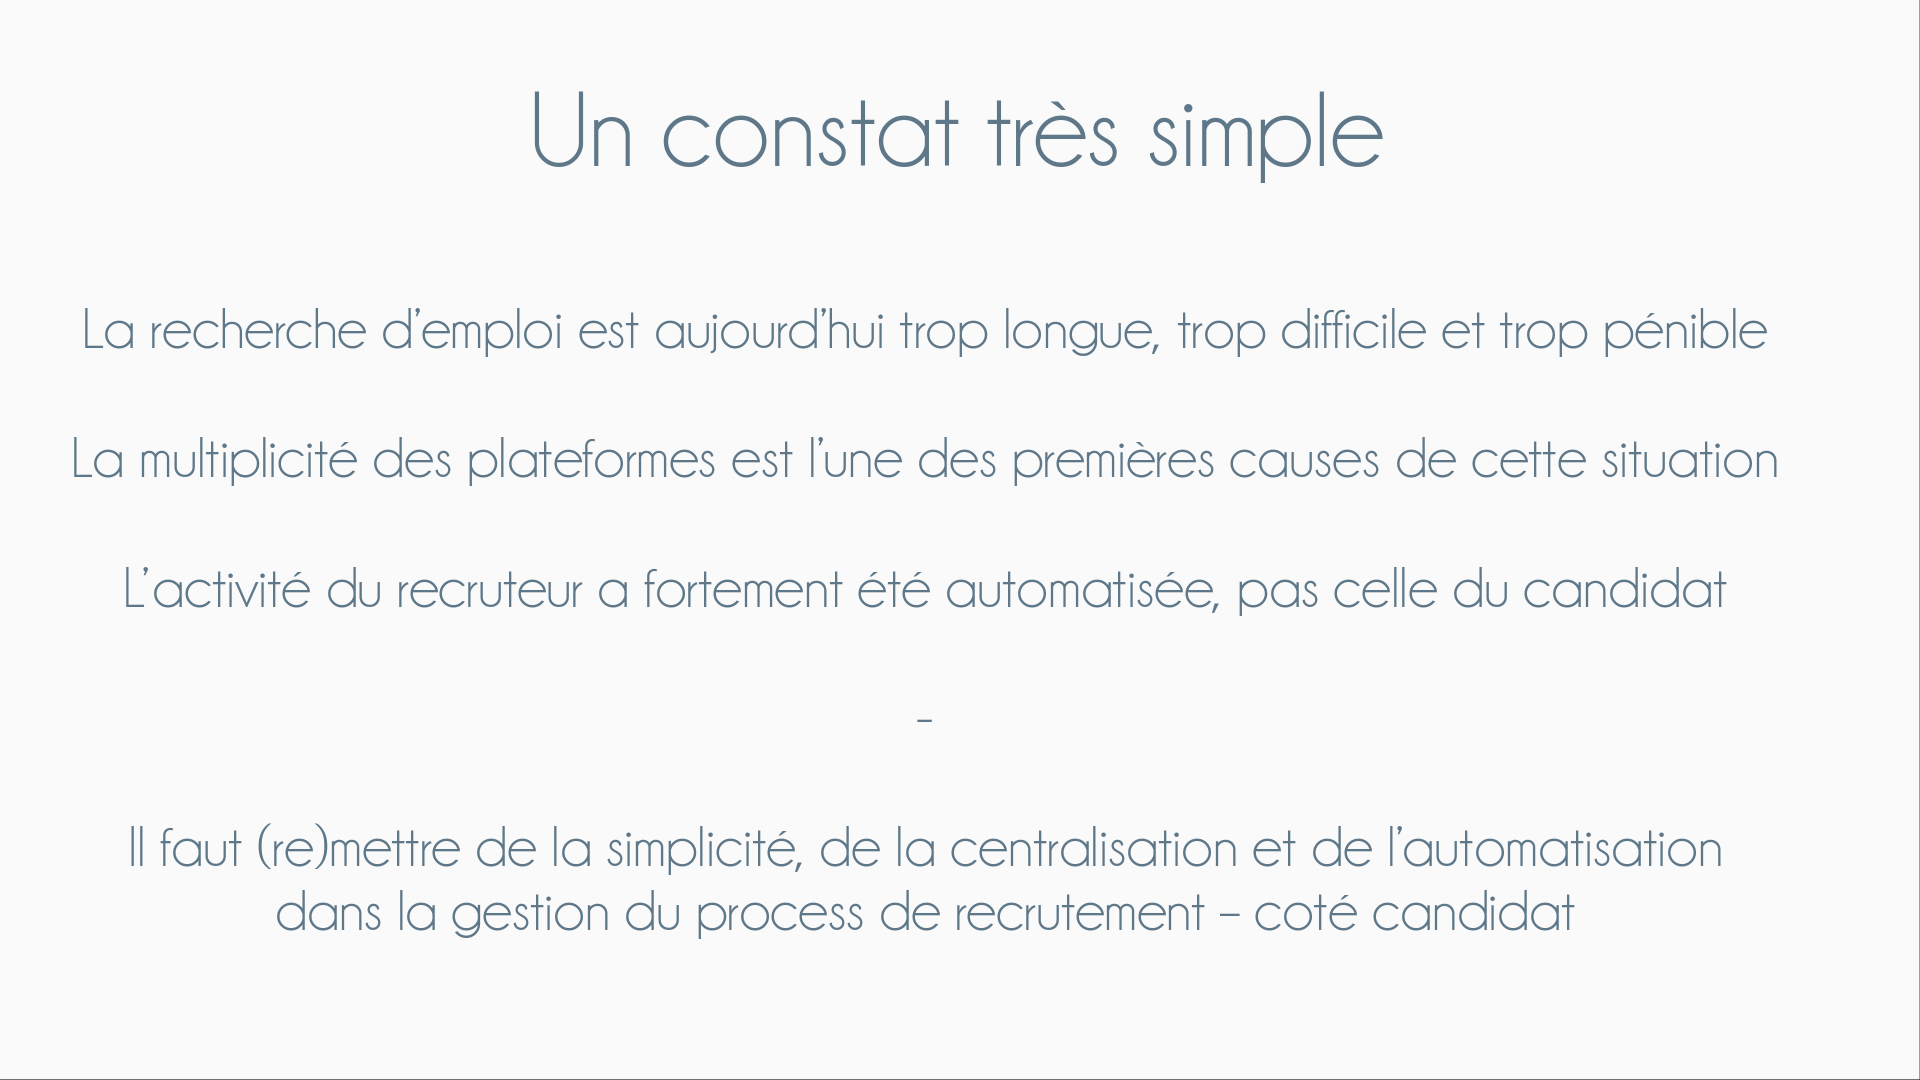 Un constat très simple
La recherche d’emploi est aujourd’hui trop longue, trop difficile et trop pénible
La multiplicité des plateformes est l’une des premières causes de cette situation
L’activité du recruteur a fortement été automatisée, pas celle du candidat
-
Il faut (re)mettre de la simplicité, de la centralisation et de l’automatisation
dans la gestion du process de recrutement – coté candidat